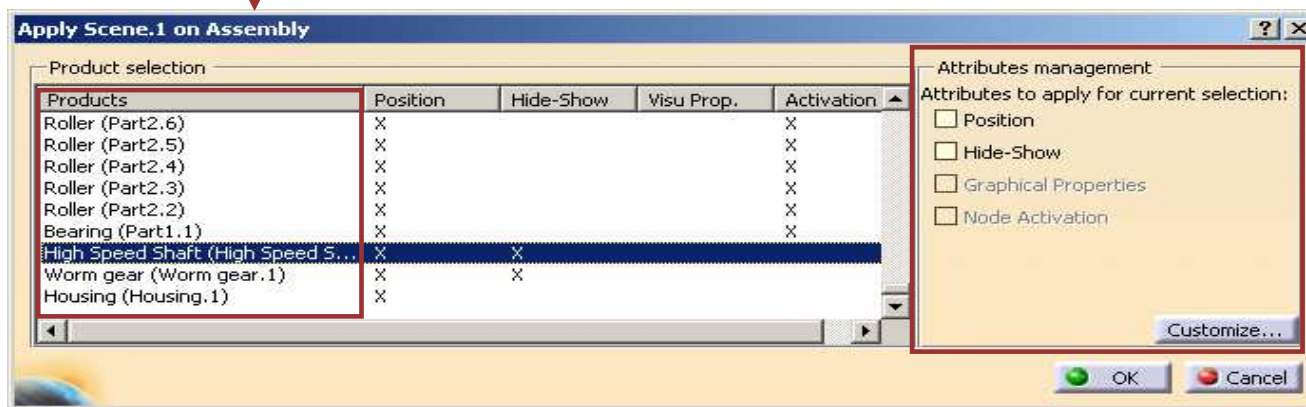 Apply Scene.1 on Assembly
Product selection
Products Position Hide-Show Visu Prop. Activation
Roller (Part2.6) X X
Roller (Part2.5) X X
Roller (Part2.4) X X
Roller (Part2.3) X X
Roller (Part2.2) X X
Bearing (Part1.1) X X
High Speed Shaft (High Speed S... X X
Worm gear (Worm gear.1) X X
Housing (Housing.1) X
Attributes management
Attributes to apply for current selection:
Position
Hide-Show
Graphical Properties
Node Activation
Customize...
OK Cancel